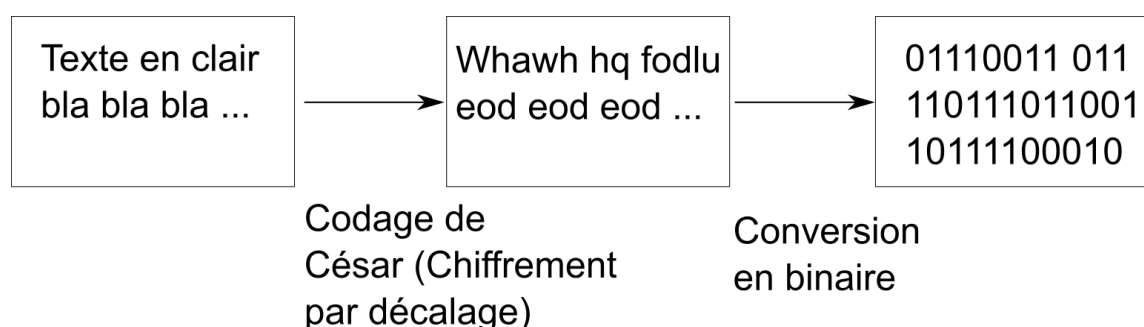 Texte en clair
bla bla bla ...
Whawh hq fodlu
eod eod eod ...
01110011 011
110111011001
10111100010
Codage de
César (Chiffrement
par décalage)
Conversion
en binaire